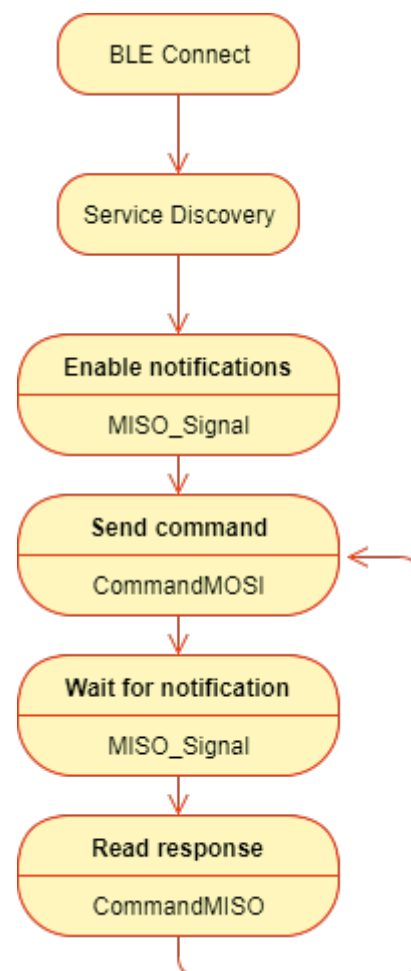 BLE Connect
Service Discovery
Enable notifications
MISO_Signal
Send command
CommandMOSI
Wait for notification
MISO_Signal
Read response
CommandMISO